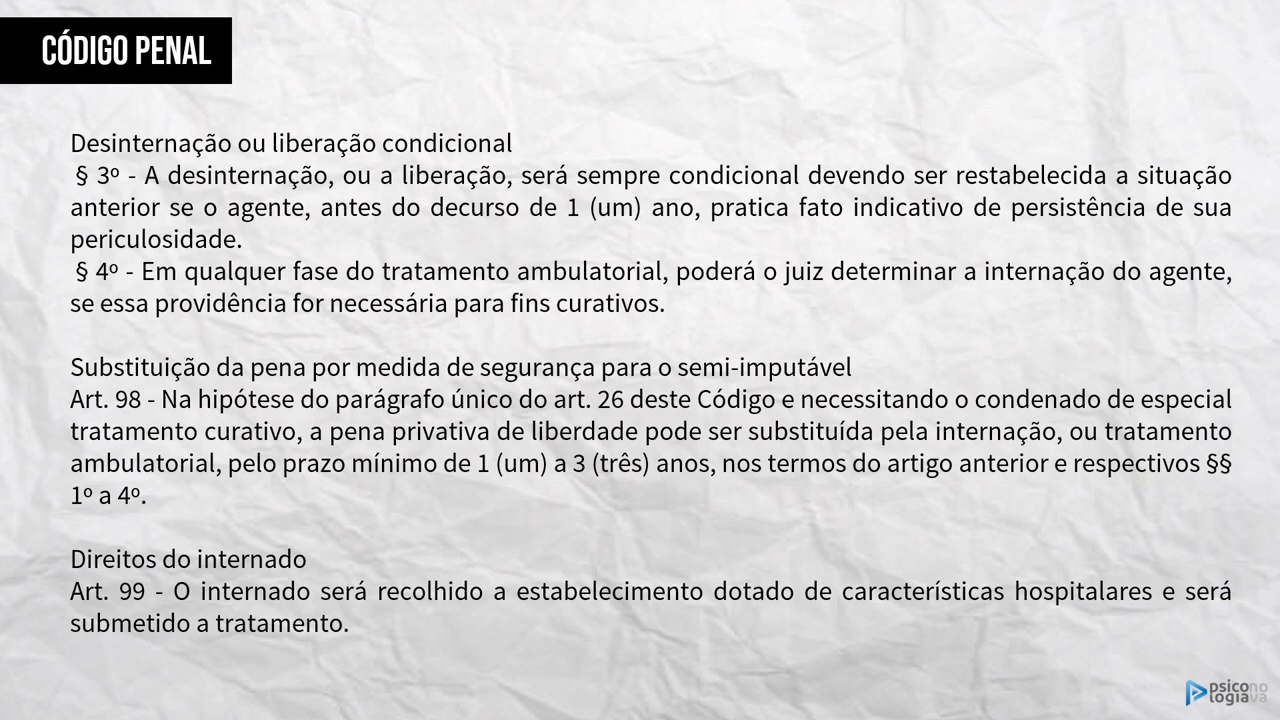 CÓDIGO PENAL
Desinternação ou liberação condicional
§ 3º - A desinternação, ou a liberação, será sempre condicional devendo ser restabelecida a situação
anterior se o agente, antes do decurso de 1 (um) ano, pratica fato indicativo de persistência de sua
periculosidade.
§ 4º - Em qualquer fase do tratamento ambulatorial, poderá o juiz determinar a internação do agente,
se essa providência for necessária para fins curativos.
Substituição da pena por medida de segurança para o semi-imputável
Art. 98 - Na hipótese do parágrafo único do art. 26 deste Código e necessitando o condenado de especial
tratamento curativo, a pena privativa de liberdade pode ser substituída pela internação, ou tratamento
ambulatorial, pelo prazo mínimo de 1 (um) a 3 (três) anos, nos termos do artigo anterior e respectivos §§
1º a 4º.
Direitos do internado
Art. 99 - O internado será recolhido a estabelecimento dotado de características hospitalares e será
submetido a tratamento.
psicono
logiava